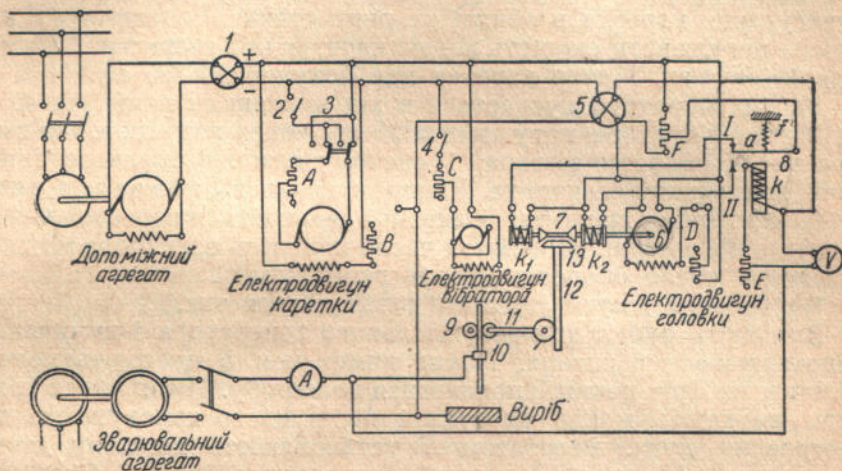 1
+
−
2
3
4
5
A
B
C
F
I
a
f
8
k
II
6
D
E
V
7
k₁
13
k₂
12
11
9
10
A
Допоміжний
агрегат
Електродвигун
каретки
Електродвигун
вібратора
Електродвигун
головки
Зварювальний
агрегат
Виріб